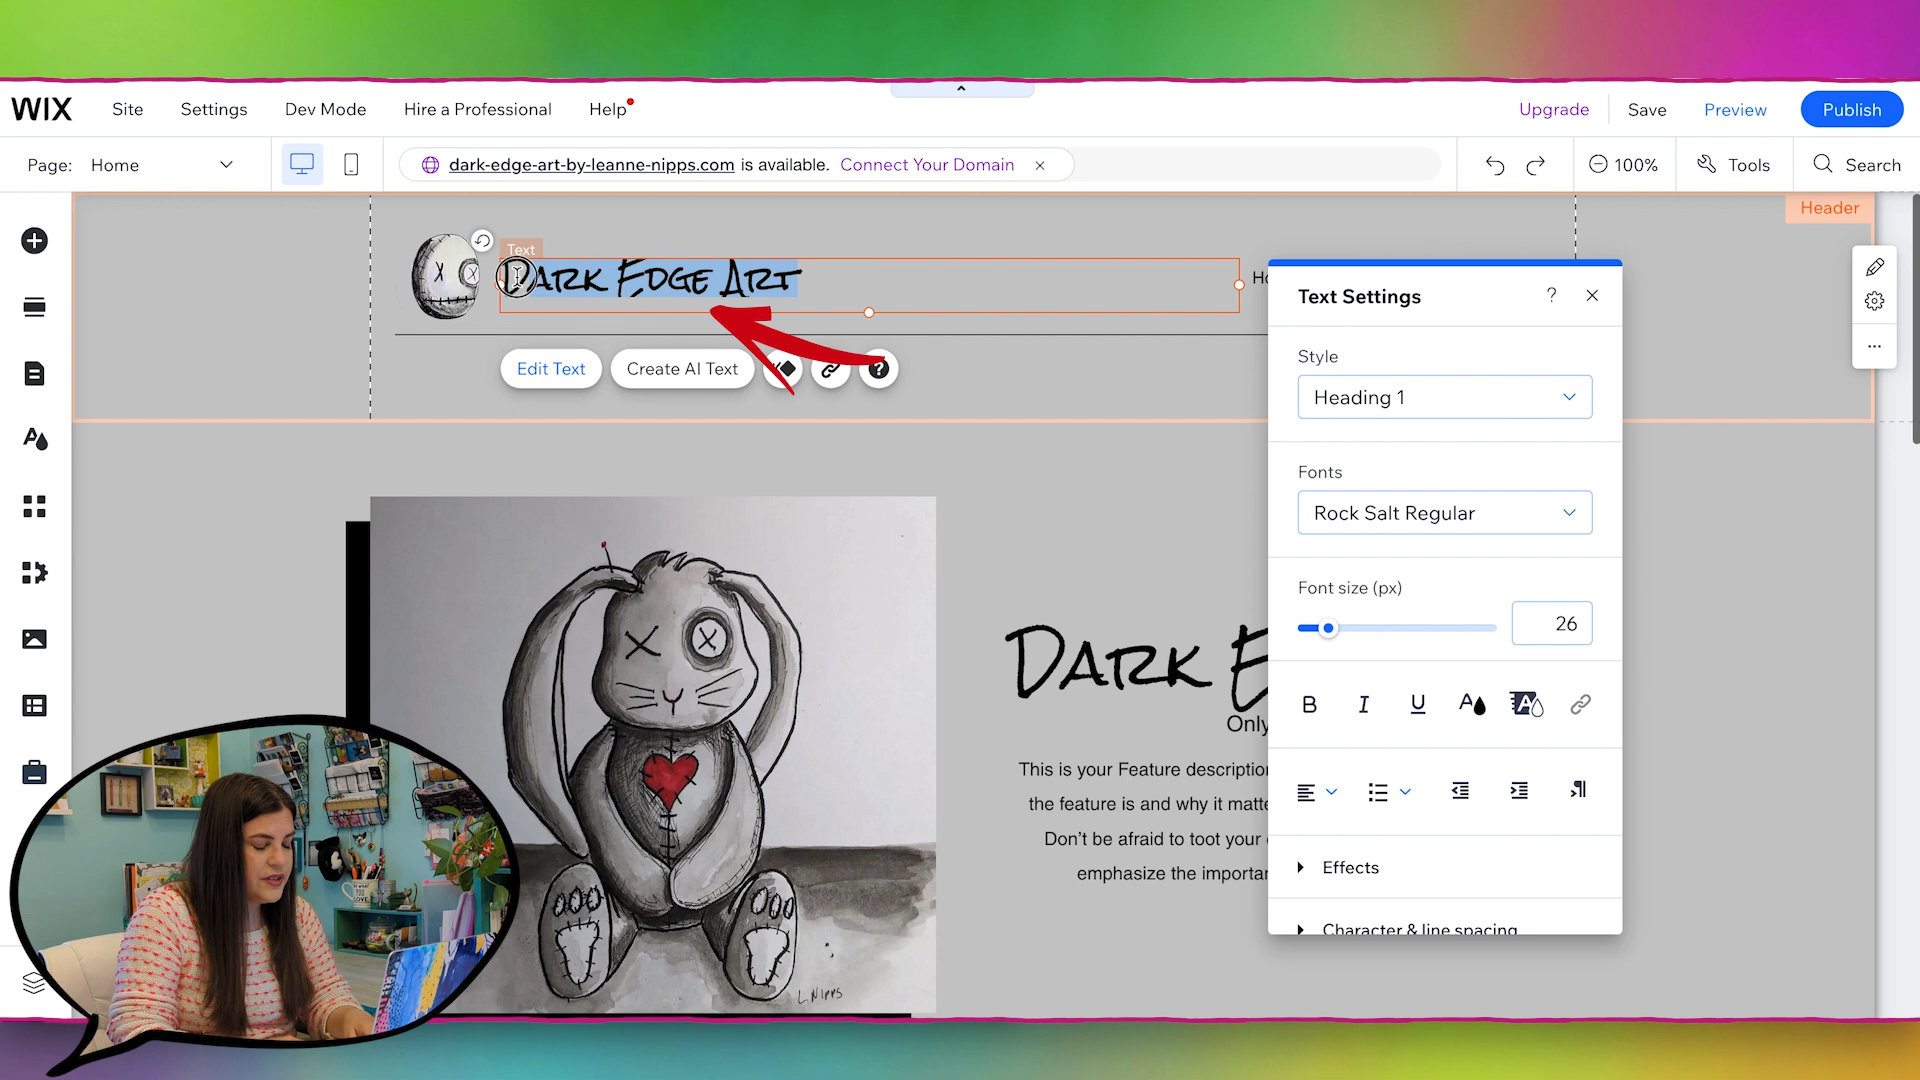 WIX Site Settings Dev Mode Hire a Professional Help Upgrade Save Preview Publish
Page: Home dark-edge-art-by-leanne-nipps.com is available. Connect Your Domain 100% Tools Search
Header
Text
Dark Edge Art
Ho
Edit Text Create AI Text ?
Text Settings ?
Style
Heading 1
Fonts
Rock Salt Regular
Font size (px)
26
B I U A A
Effects
Character & line spacing
Dark E
Only
This is your Feature description
the feature is and why it matte
Don't be afraid to toot your
emphasize the importa
L.Nipps